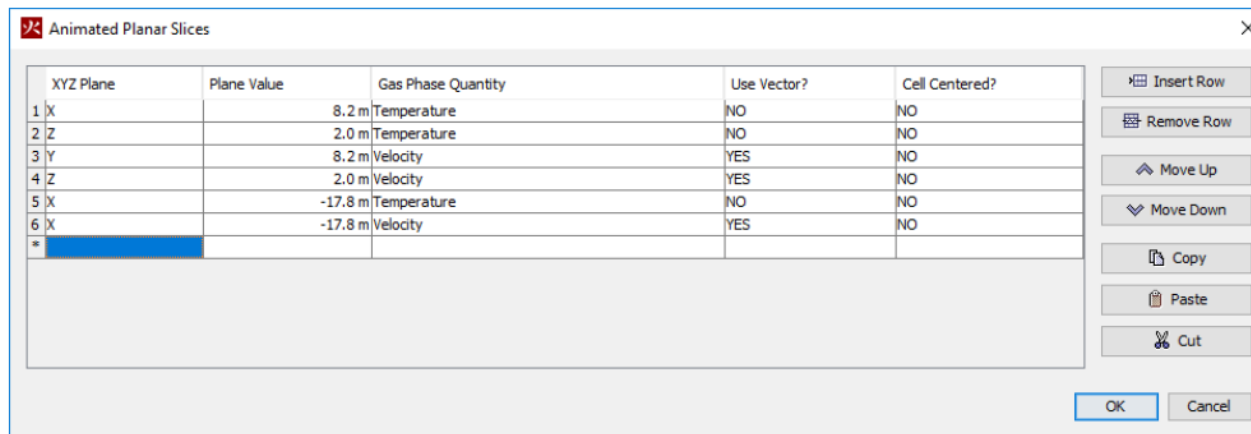 Animated Planar Slices
XYZ Plane Plane Value Gas Phase Quantity Use Vector? Cell Centered?
1 X 8.2 m Temperature NO NO
2 Z 2.0 m Temperature NO NO
3 Y 8.2 m Velocity YES NO
4 Z 2.0 m Velocity YES NO
5 X -17.8 m Temperature NO NO
6 X -17.8 m Velocity YES NO
*
Insert Row
Remove Row
Move Up
Move Down
Copy
Paste
Cut
OK Cancel